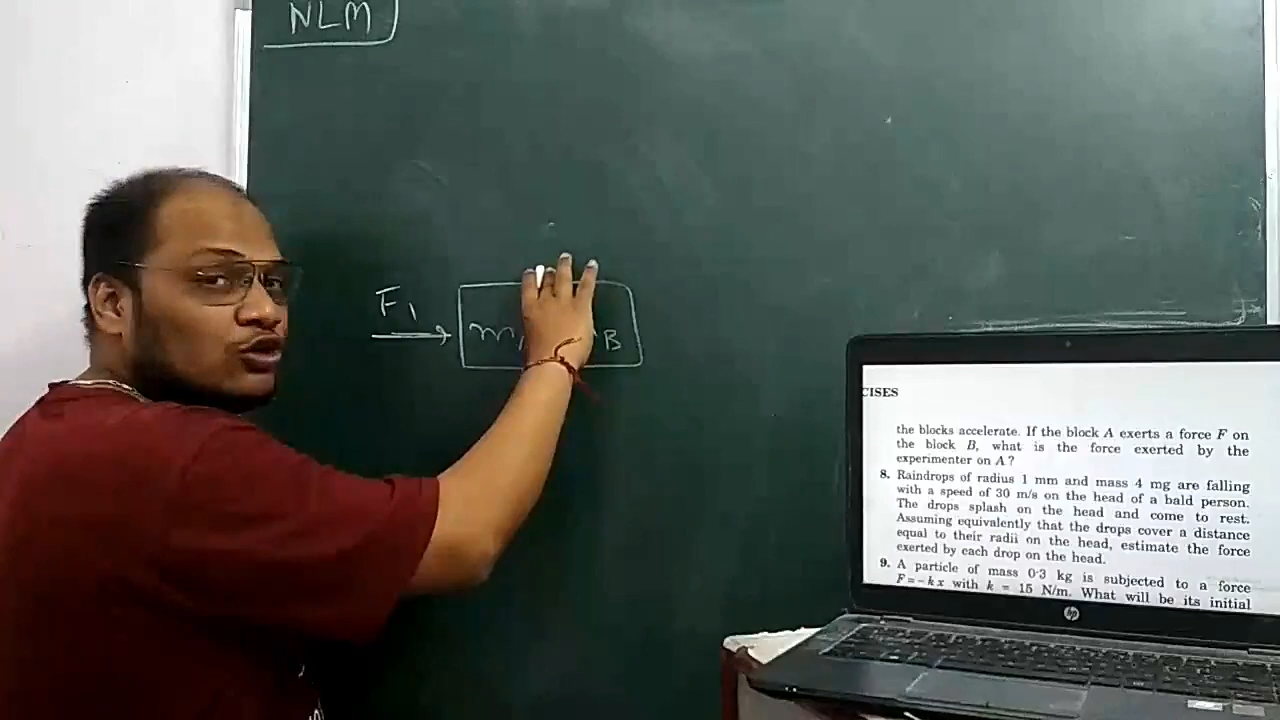 NLM
F1
B
CISES
the blocks accelerate. If the block A exerts a force F on
the block B, what is the force exerted by the
experimenter on A?
8. Raindrops of radius 1 mm and mass 4 mg are falling
with a speed of 30 m/s on the head of a bald person.
The drops splash on the head and come to rest.
Assuming equivalently that the drops cover a distance
equal to their radii on the head, estimate the force
exerted by each drop on the head.
9. A particle of mass 0·3 kg is subjected to a force
F = – k x with k = 15 N/m. What will be its initial
hp